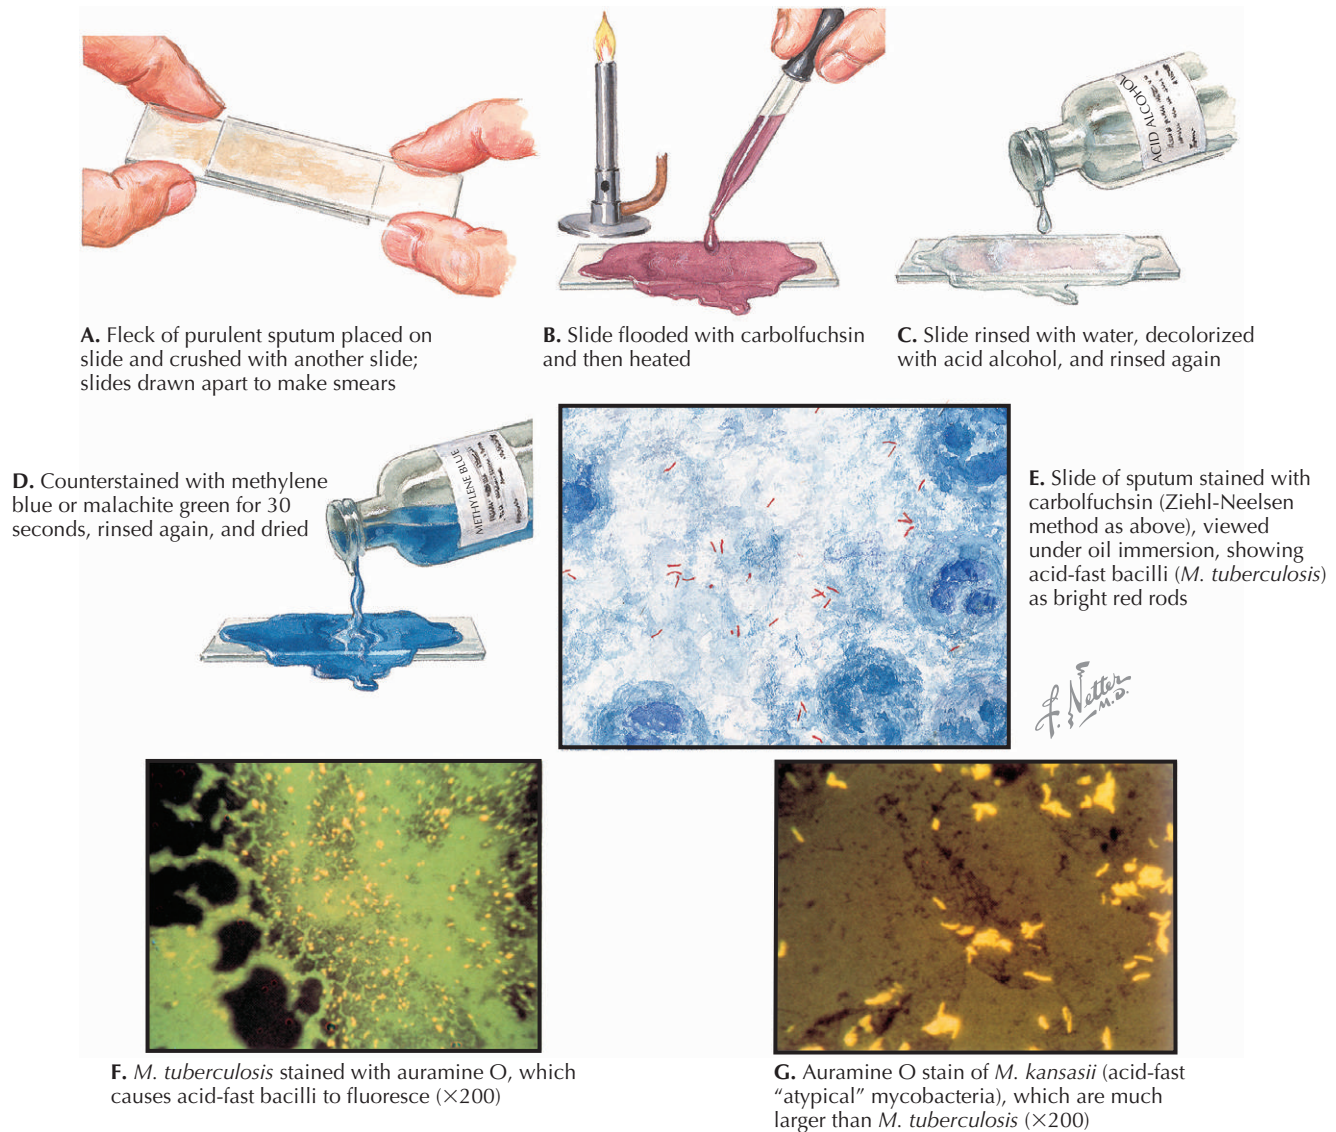 ACID ALCOHOL
A. Fleck of purulent sputum placed on
slide and crushed with another slide;
slides drawn apart to make smears
B. Slide flooded with carbolfuchsin
and then heated
C. Slide rinsed with water, decolorized
with acid alcohol, and rinsed again
D. Counterstained with methylene
blue or malachite green for 30
seconds, rinsed again, and dried
METHYLENE BLUE
E. Slide of sputum stained with
carbolfuchsin (Ziehl-Neelsen
method as above), viewed
under oil immersion, showing
acid-fast bacilli (M. tuberculosis)
as bright red rods
F. Netter
M.D.
F. M. tuberculosis stained with auramine O, which
causes acid-fast bacilli to fluoresce (×200)
G. Auramine O stain of M. kansasii (acid-fast
“atypical” mycobacteria), which are much
larger than M. tuberculosis (×200)